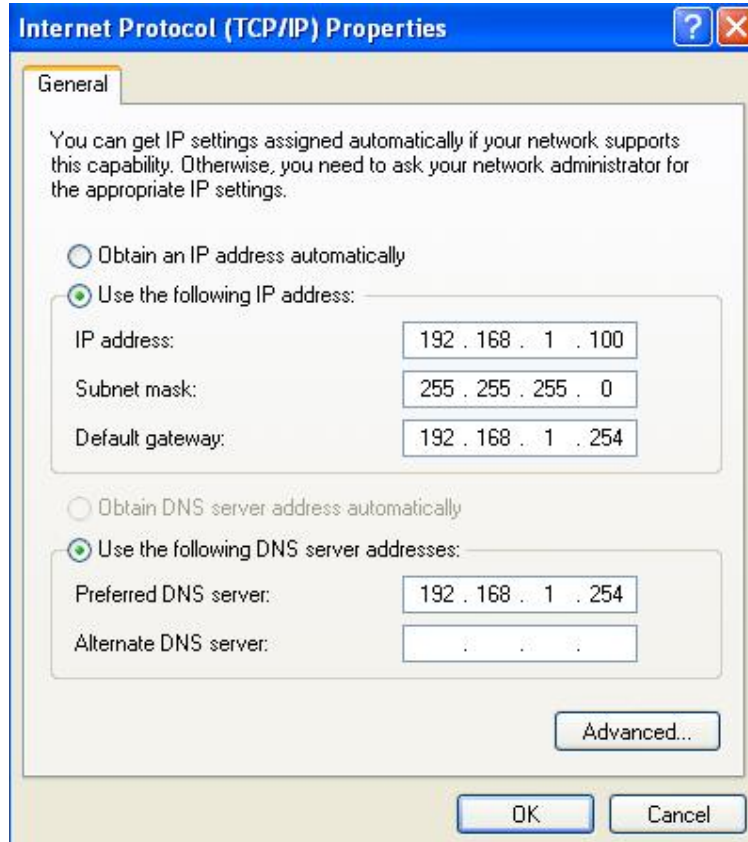 Internet Protocol (TCP/IP) Properties
?
General
You can get IP settings assigned automatically if your network supports
this capability. Otherwise, you need to ask your network administrator for
the appropriate IP settings.
Obtain an IP address automatically
Use the following IP address:
IP address: 192 . 168 . 1 . 100
Subnet mask: 255 . 255 . 255 . 0
Default gateway: 192 . 168 . 1 . 254
Obtain DNS server address automatically
Use the following DNS server addresses:
Preferred DNS server: 192 . 168 . 1 . 254
Alternate DNS server: . . .
Advanced...
OK Cancel